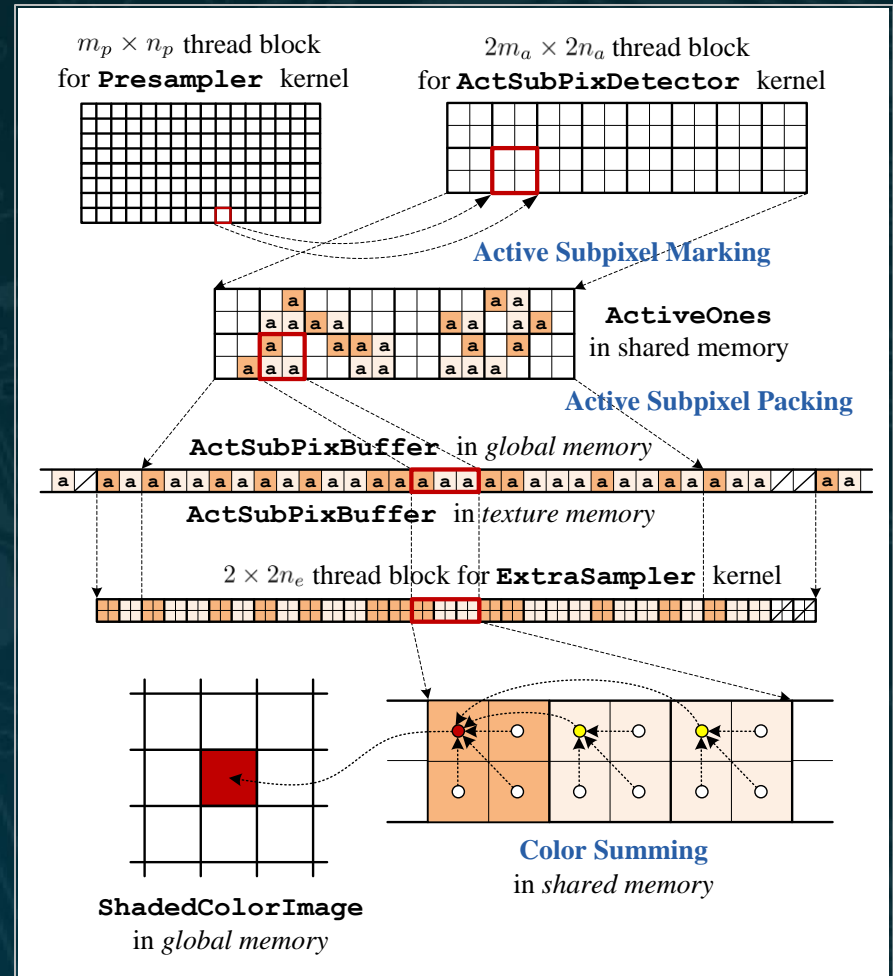 m_p × n_p thread block
for Presampler kernel
2m_a × 2n_a thread block
for ActSubPixDetector kernel
Active Subpixel Marking
a a a
a a a a a a a a
a a a a a a
a a a a a a a a
ActiveOnes
in shared memory
Active Subpixel Packing
ActSubPixBuffer in global memory
a a a a a a a a a a a a a a a a a a a a a a a a a a a a a a a a a
ActSubPixBuffer in texture memory
2 × 2n_e thread block for ExtraSampler kernel
Color Summing
in shared memory
ShadedColorImage
in global memory